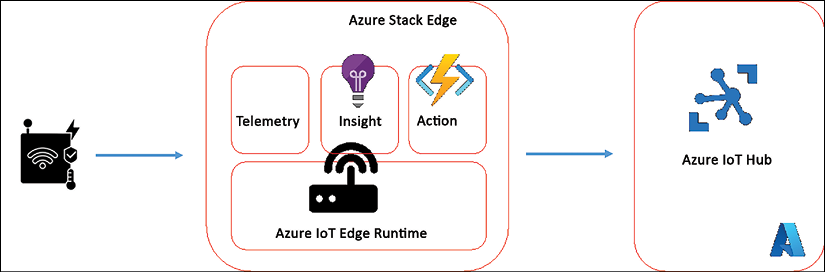 Azure Stack Edge
Telemetry
Insight
Action
Azure IoT Edge Runtime
Azure IoT Hub